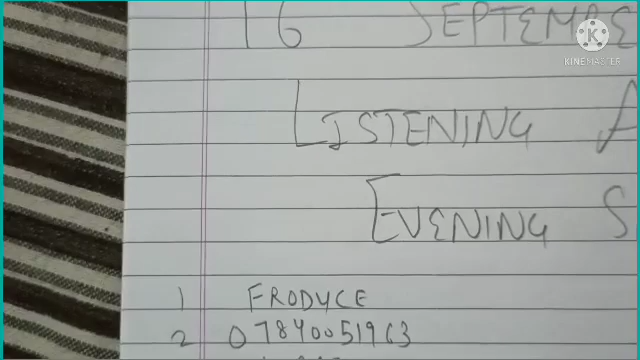 16 SEPTEMBE
KINEMASTER
LISTENING A
EVENING S
1 FRODUCE
2 07840051963